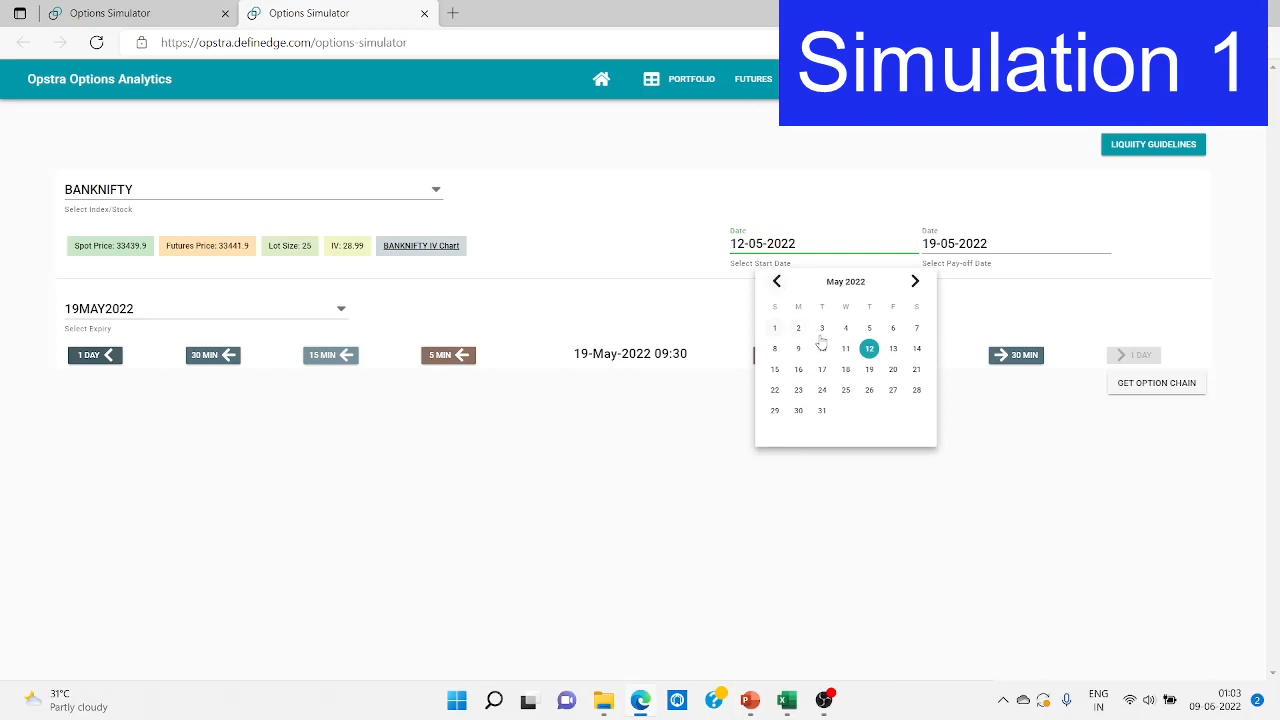 Opstra
Opstra
https://opstra.definedge.com/options-simulator
Simulation 1
Opstra Options Analytics
PORTFOLIO
FUTURES
LIQUIITY GUIDELINES
BANKNIFTY
Select Index/Stock
Spot Price: 33439.9
Futures Price: 33441.9
Lot Size: 25
IV: 28.99
BANKNIFTY IV Chart
Date
12-05-2022
Select Start Date
Date
19-05-2022
Select Pay-off Date
May 2022
S M T W T F S
1 2 3 4 5 6 7
8 9 11 12 13 14
15 16 17 18 19 20 21
22 23 24 25 26 27 28
29 30 31
19MAY2022
Select Expiry
1 DAY
30 MIN
15 MIN
5 MIN
19-May-2022 09:30
30 MIN
1 DAY
GET OPTION CHAIN
31°C
Partly cloudy
ENG
IN
01:03
09-06-2022
2